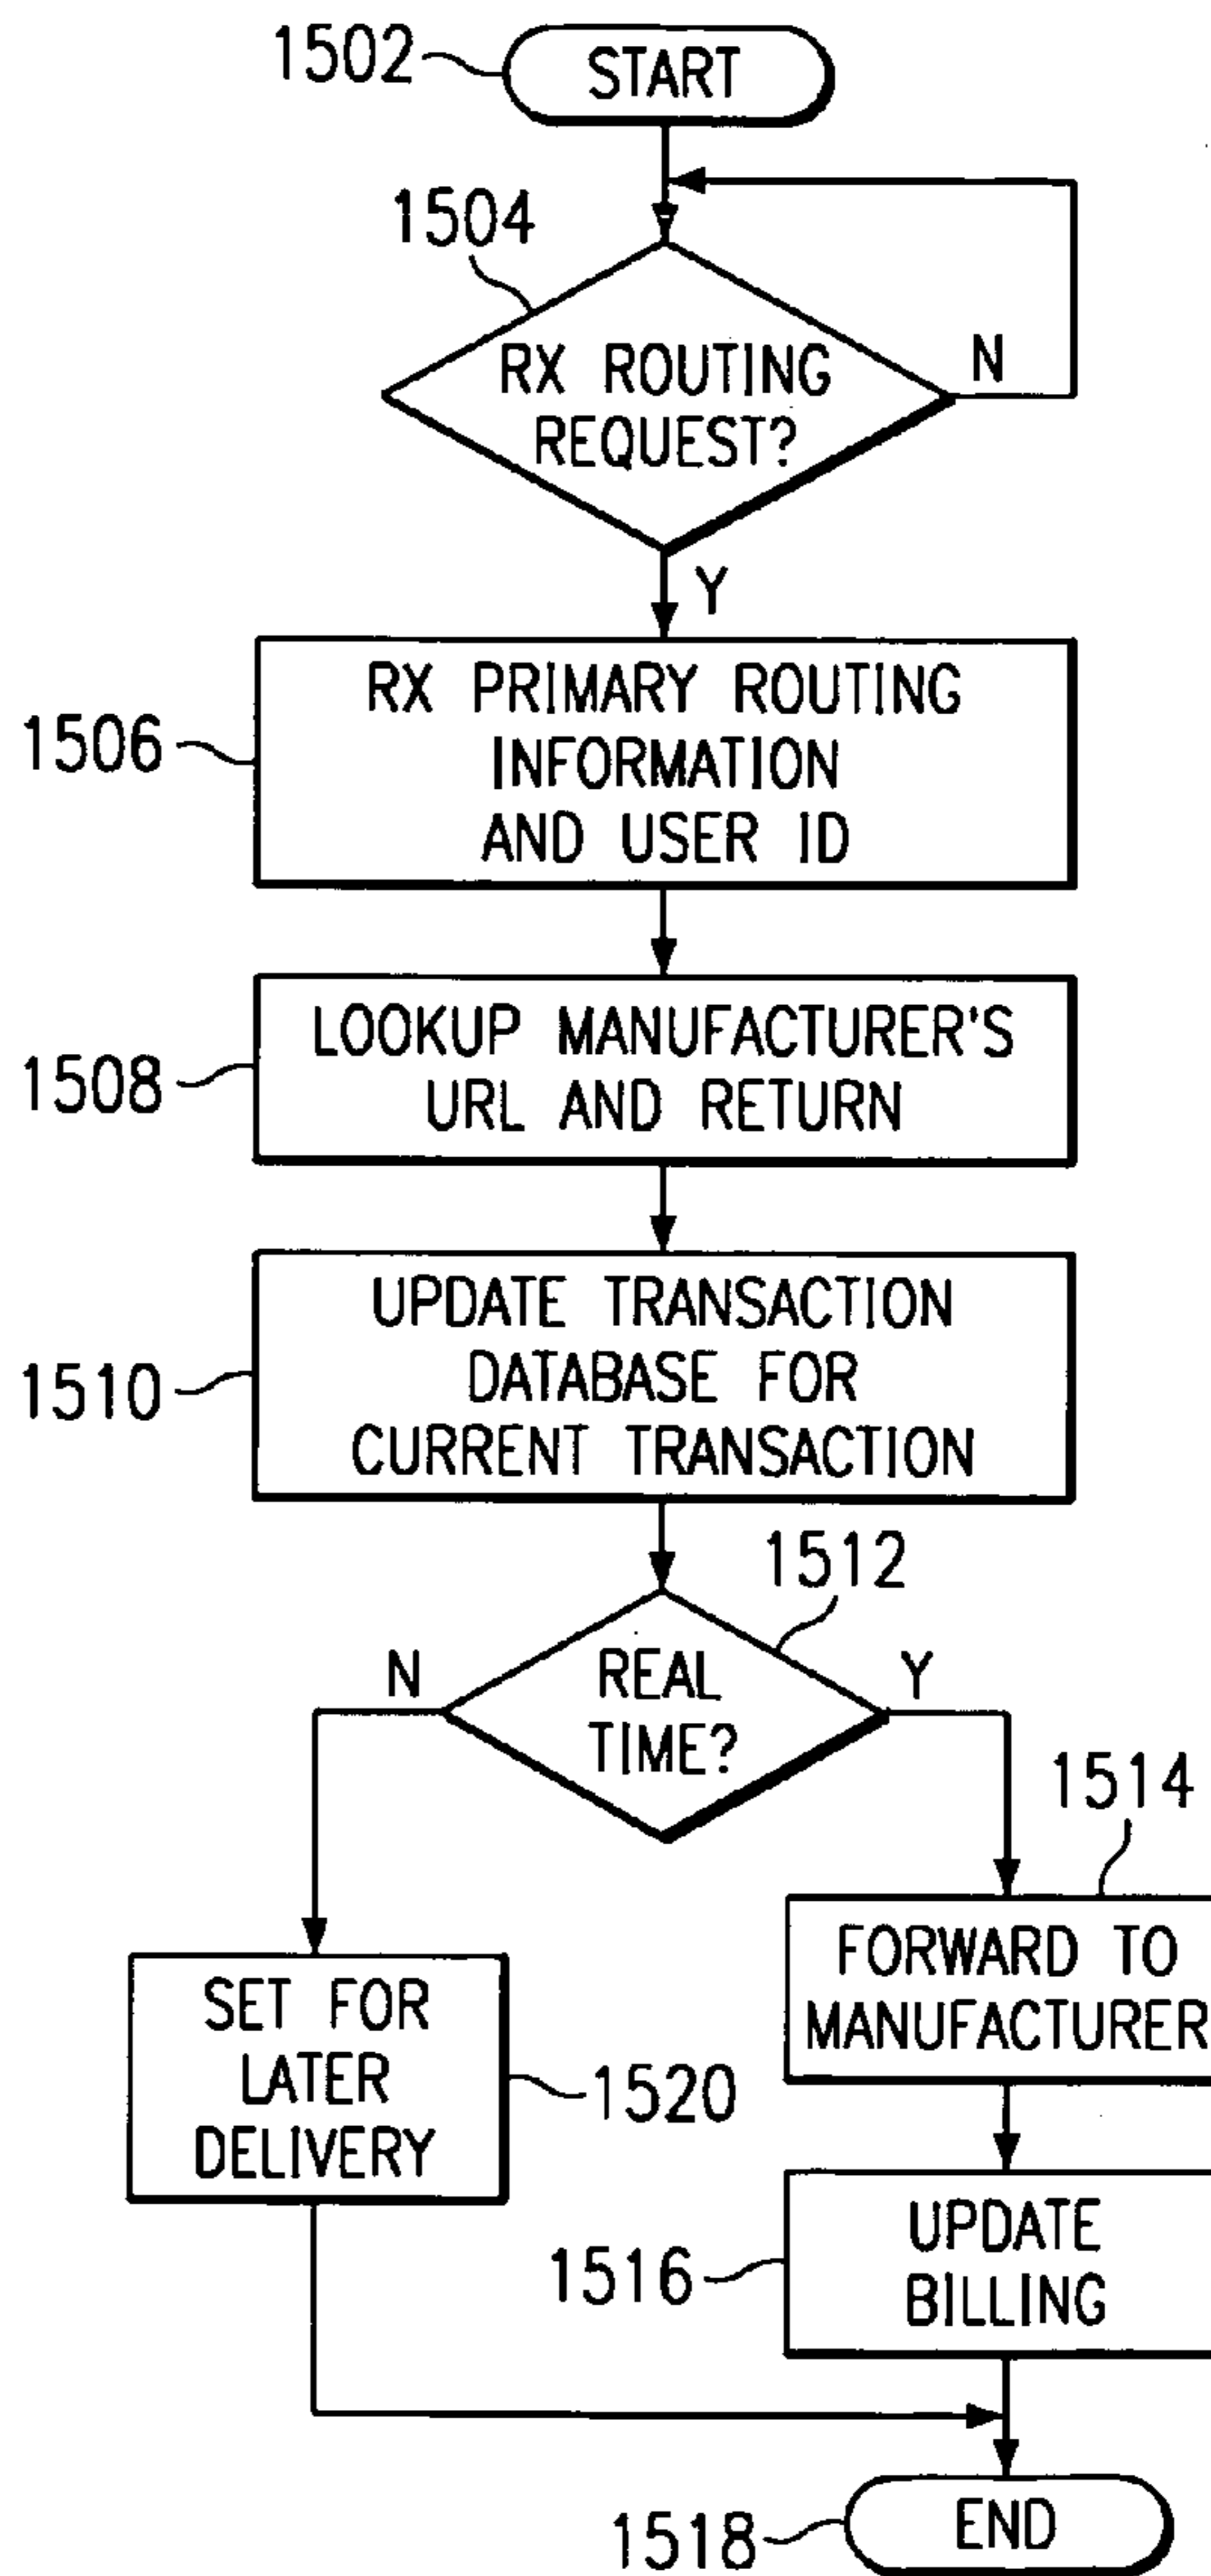 1502
START
1504
RX ROUTING
REQUEST?
N
Y
RX PRIMARY ROUTING
INFORMATION
AND USER ID
1506
LOOKUP MANUFACTURER'S
URL AND RETURN
1508
UPDATE TRANSACTION
DATABASE FOR
CURRENT TRANSACTION
1510
1512
REAL
TIME?
N
Y
1514
FORWARD TO
MANUFACTURER
SET FOR
LATER
DELIVERY
1520
UPDATE
BILLING
1516
END
1518